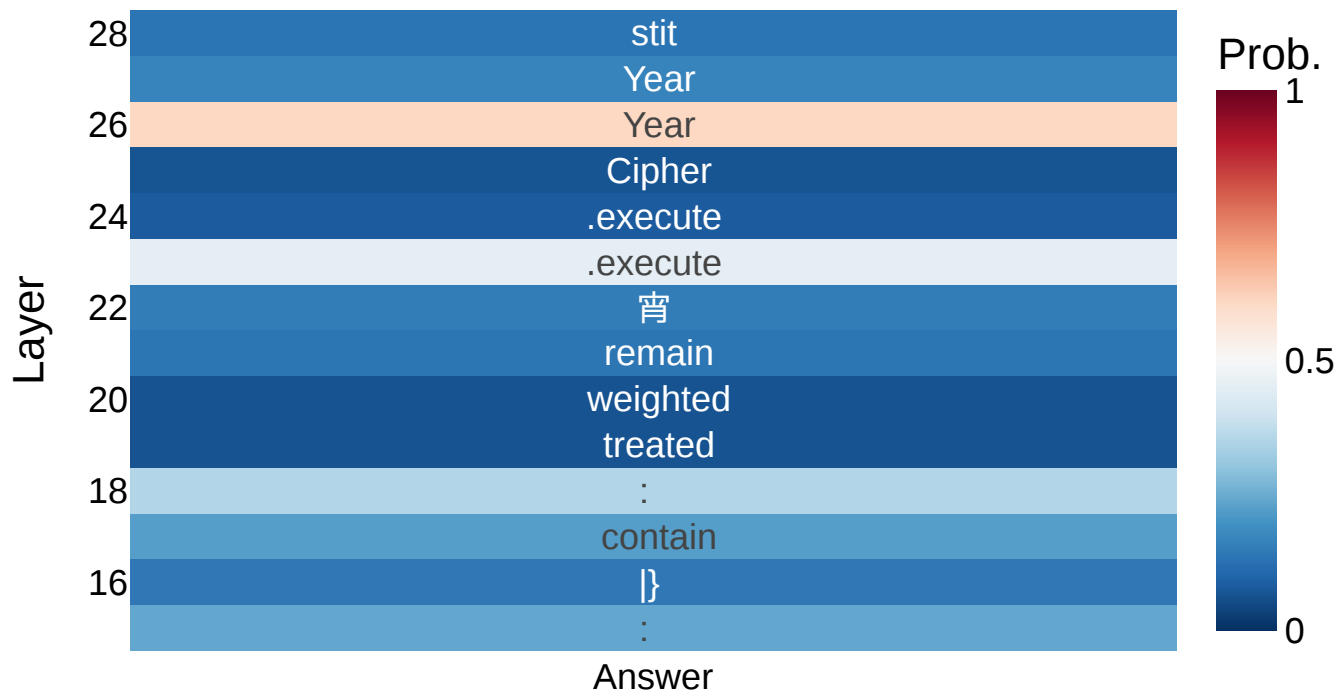 28 stit
Year
26 Year
Cipher
24 .execute
.execute
22 宵
remain
20 weighted
treated
18 :
contain
16 |}
:
Answer
Layer
Prob.
1
0.5
0